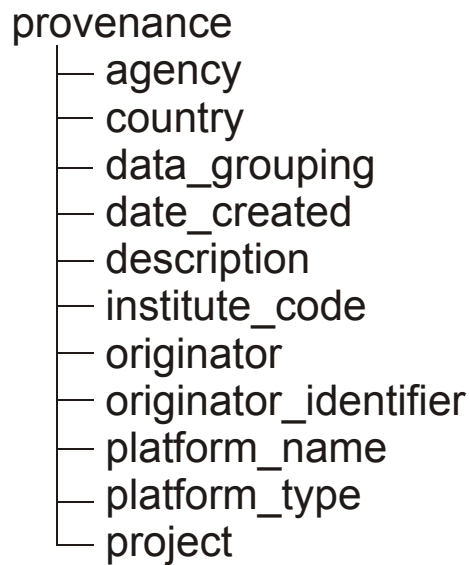 provenance
agency
country
data_grouping
date_created
description
institute_code
originator
originator_identifier
platform_name
platform_type
project